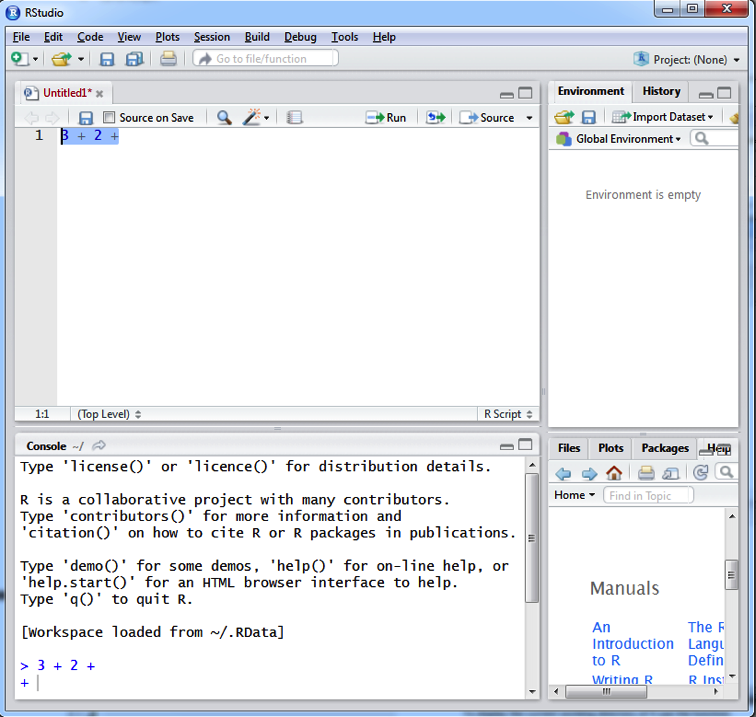 RStudio
File Edit Code View Plots Session Build Debug Tools Help
Go to file/function Project: (None)
Untitled1*
Source on Save Run Source
1 3 + 2 +
1:1 (Top Level) R Script
Console ~/
Type 'license()' or 'licence()' for distribution details.
R is a collaborative project with many contributors.
Type 'contributors()' for more information and
'citation()' on how to cite R or R packages in publications.
Type 'demo()' for some demos, 'help()' for on-line help, or
'help.start()' for an HTML browser interface to help.
Type 'q()' to quit R.
[Workspace loaded from ~/.RData]
> 3 + 2 +
+
Environment History
Import Dataset
Global Environment
Environment is empty
Files Plots Packages Help
Home Find in Topic
Manuals
An
Introduction
to R
Writing R
The R
Langu
Defin
R Inst